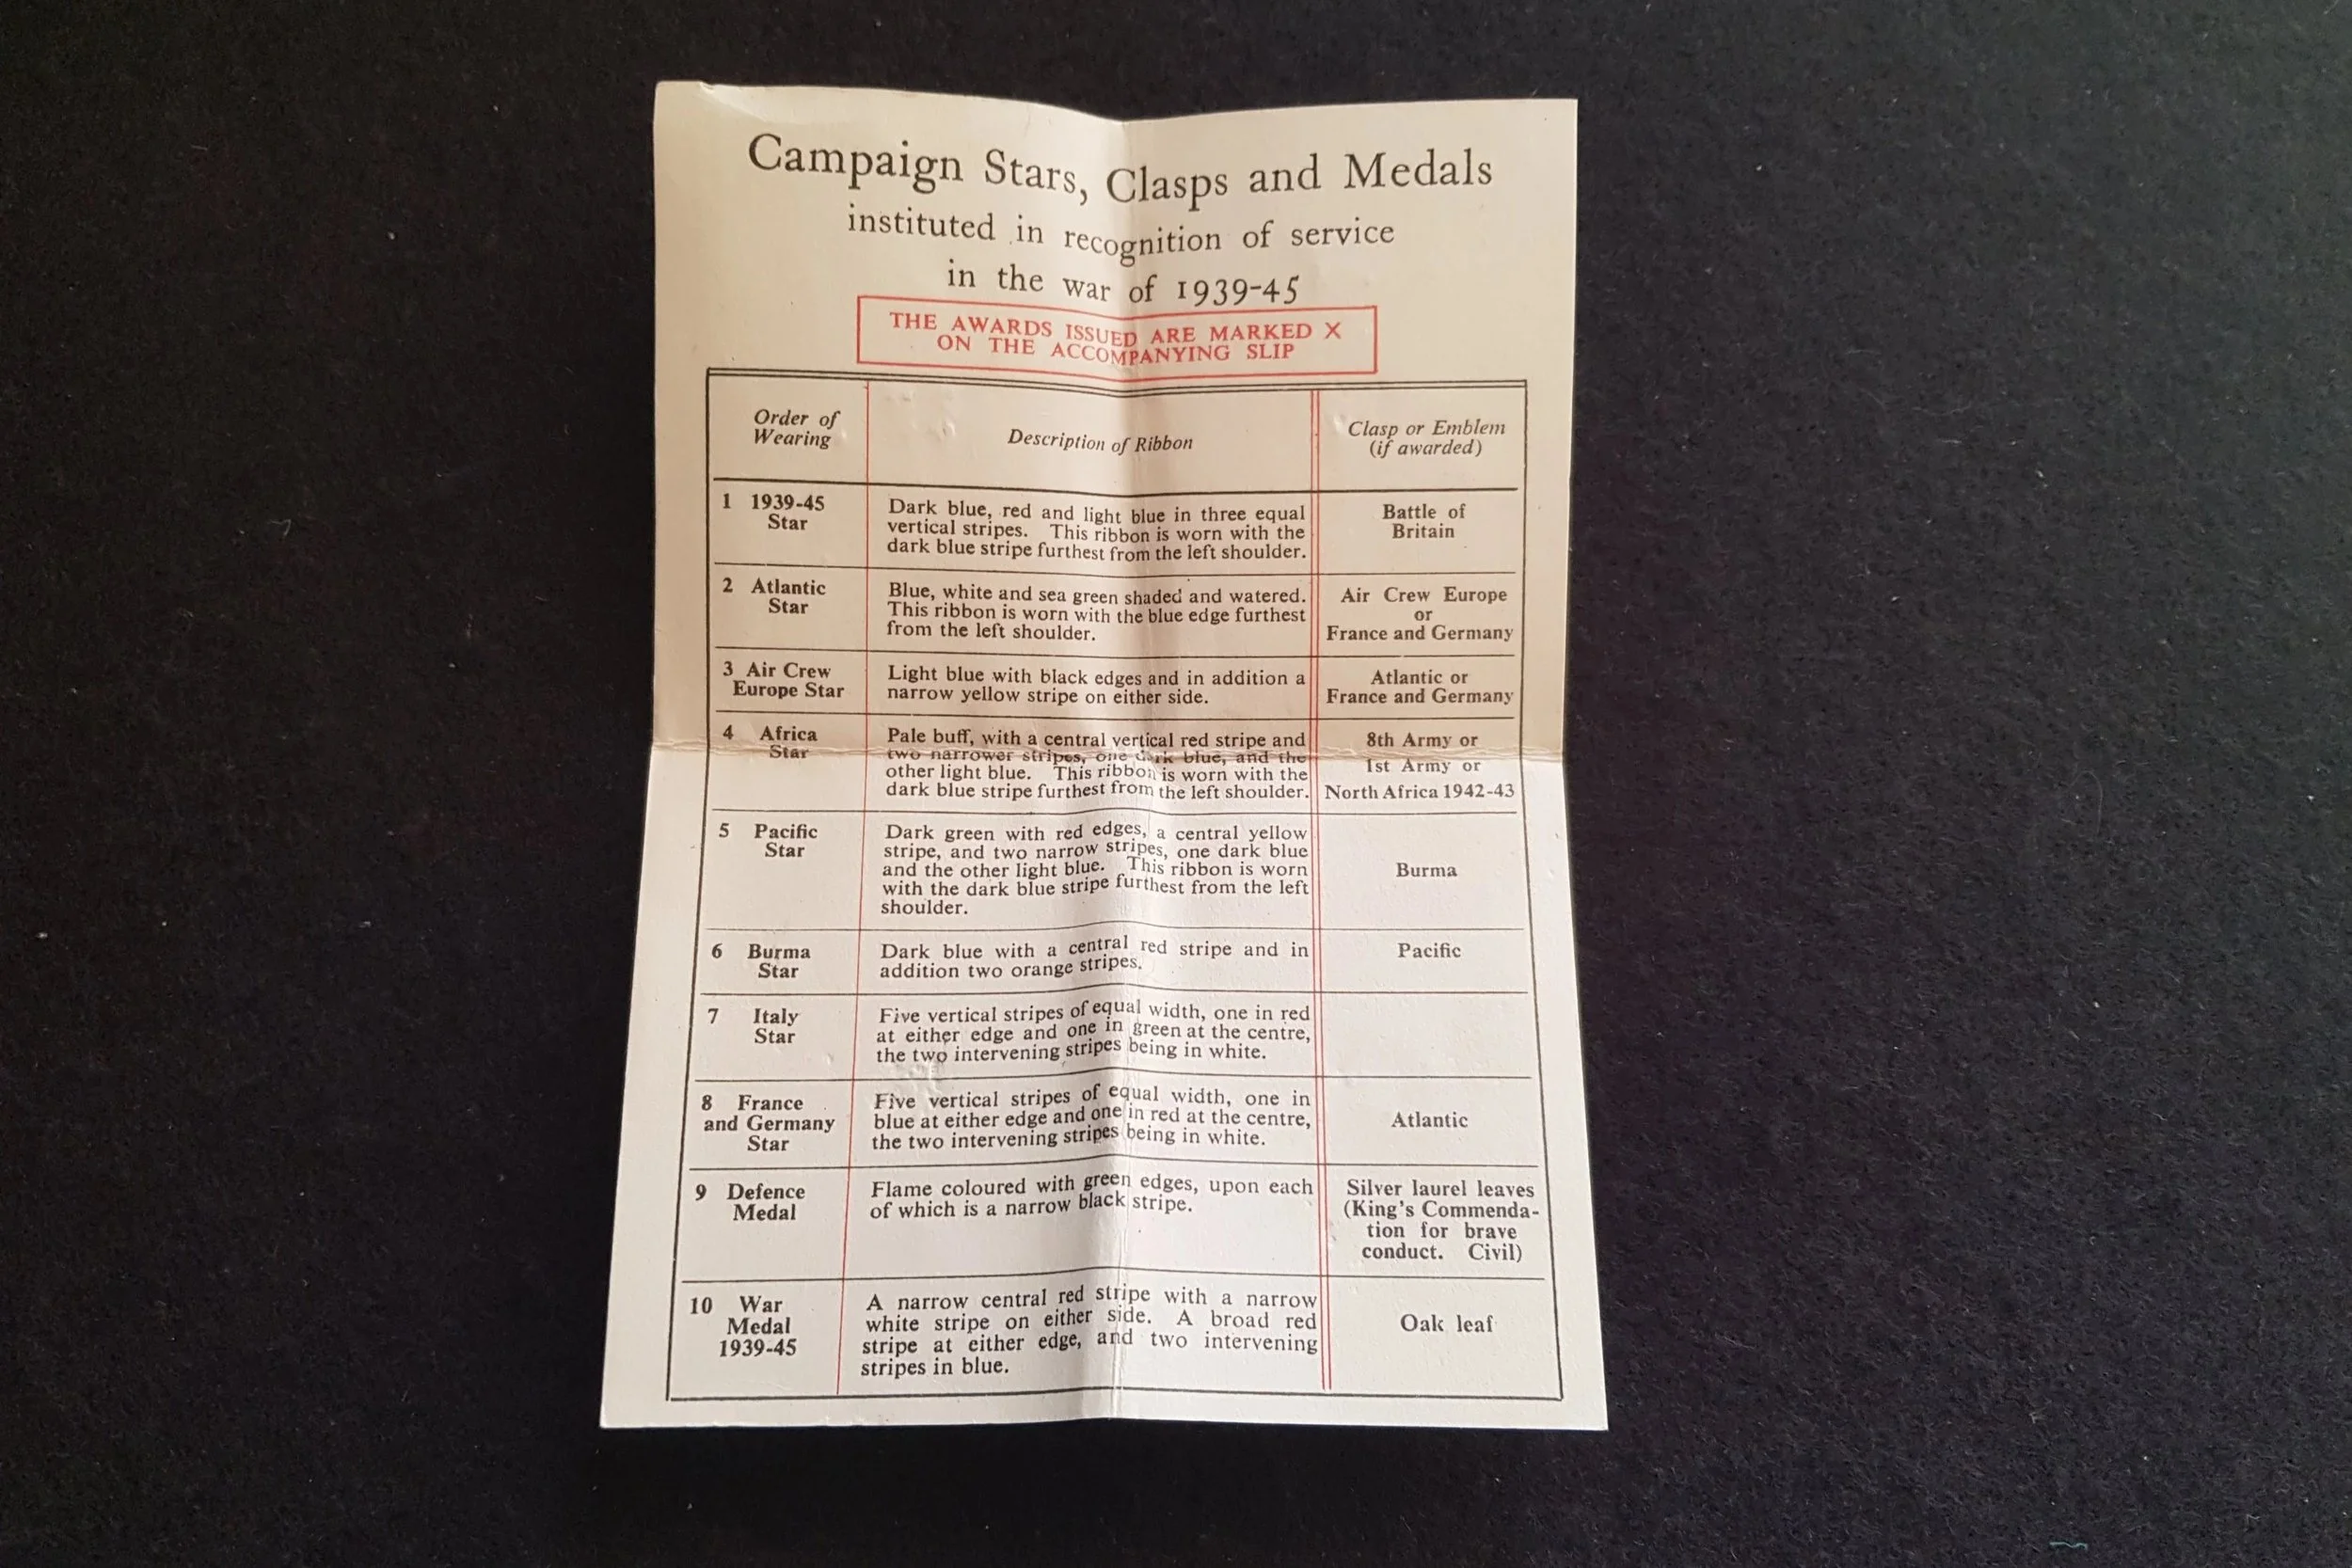 Campaign Stars, Clasps and Medals
instituted in recognition of service
in the war of 1939-45
THE AWARDS ISSUED ARE MARKED X
ON THE ACCOMPANYING SLIP
Order of
Wearing
Description of Ribbon
Clasp or Emblem
(if awarded)
1 1939-45
Star
Dark blue, red and light blue in three equal
vertical stripes. This ribbon is worn with the
dark blue stripe furthest from the left shoulder.
Battle of
Britain
2 Atlantic
Star
Blue, white and sea green shaded and watered.
This ribbon is worn with the blue edge furthest
from the left shoulder.
Air Crew Europe
or
France and Germany
3 Air Crew
Europe Star
Light blue with black edges and in addition a
narrow yellow stripe on either side.
Atlantic or
France and Germany
4 Africa
Star
Pale buff, with a central vertical red stripe and
two narrower stripes, one dark blue, and the
other light blue. This ribbon is worn with the
dark blue stripe furthest from the left shoulder.
8th Army or
1st Army or
North Africa 1942-43
5 Pacific
Star
Dark green with red edges, a central yellow
stripe, and two narrow stripes, one dark blue
and the other light blue. This ribbon is worn
with the dark blue stripe furthest from the left
shoulder.
Burma
6 Burma
Star
Dark blue with a central red stripe and in
addition two orange stripes.
Pacific
7 Italy
Star
Five vertical stripes of equal width, one in red
at either edge and one in green at the centre,
the two intervening stripes being in white.
8 France
and Germany
Star
Five vertical stripes of equal width, one in
blue at either edge and one in red at the centre,
the two intervening stripes being in white.
Atlantic
9 Defence
Medal
Flame coloured with green edges, upon each
of which is a narrow black stripe.
Silver laurel leaves
(King's Commenda-
tion for brave
conduct. Civil)
10 War
Medal
1939-45
A narrow central red stripe with a narrow
white stripe on either side. A broad red
stripe at either edge, and two intervening
stripes in blue.
Oak leaf